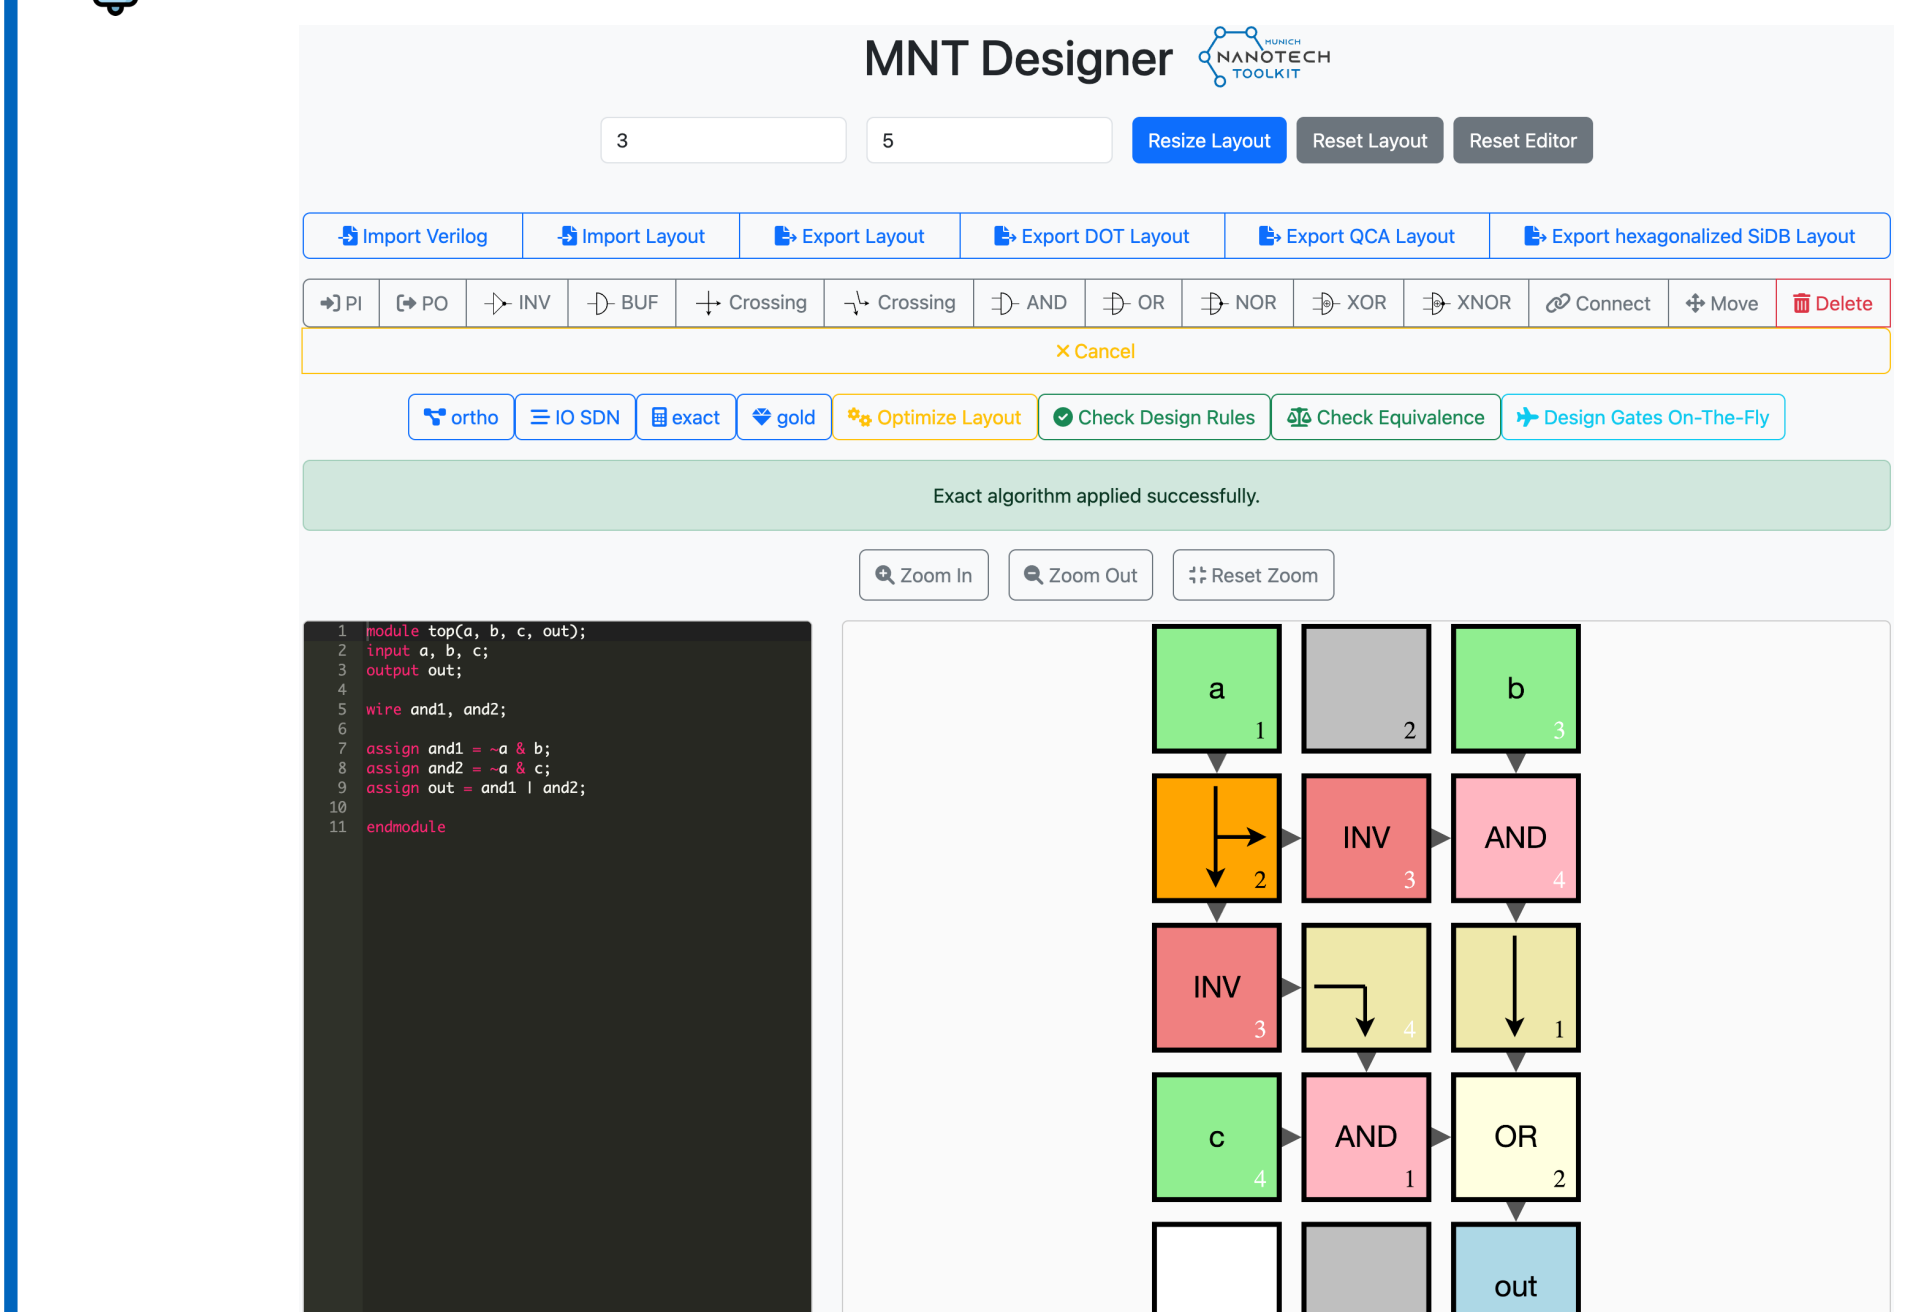 MNT Designer
MUNICH
NANOTECH
TOOLKIT
3 5 Resize Layout Reset Layout Reset Editor
Import Verilog Import Layout Export Layout Export DOT Layout Export QCA Layout Export hexagonalized SiDB Layout
PI PO INV BUF Crossing Crossing AND OR NOR XOR XNOR Connect Move Delete
Cancel
ortho IO SDN exact gold Optimize Layout Check Design Rules Check Equivalence Design Gates On-The-Fly
Exact algorithm applied successfully.
Zoom In Zoom Out Reset Zoom
1 module top(a, b, c, out);
2 input a, b, c;
3 output out;
4
5 wire and1, and2;
6
7 assign and1 = ~a & b;
8 assign and2 = ~a & c;
9 assign out = and1 | and2;
10
11 endmodule
a b
1 2 3
INV AND
2 3 4
INV
3 4 1
c AND OR
4 1 2
out